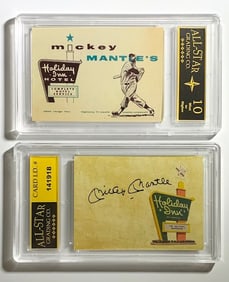 mickey
MANTLE'S
Holiday Inn
HOTEL
COMPLETE
ALL-STAR
GRADING CO.
10
CARD I.D. #
141918
ALL-STAR
GRADING CO.
Mickey Mantle
Holiday Inn